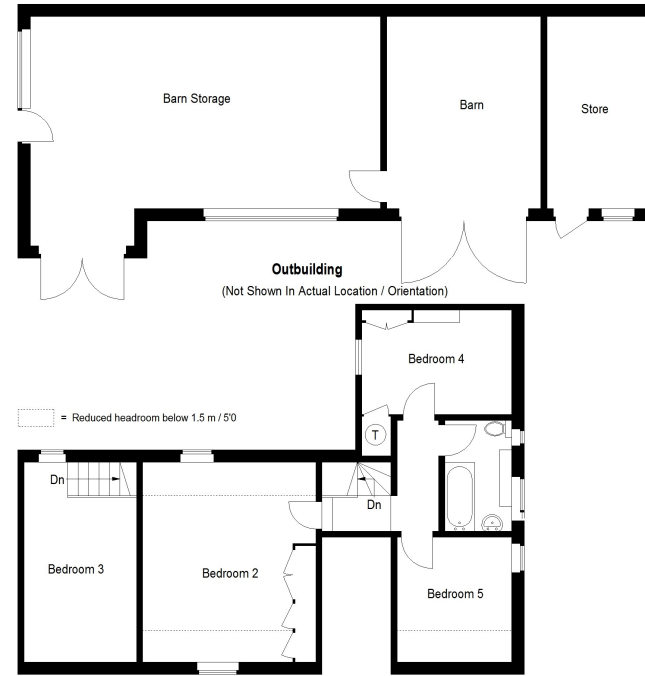 Barn Storage
Barn
Store
Outbuilding
(Not Shown In Actual Location / Orientation)
Bedroom 4
= Reduced headroom below 1.5 m / 5'0
T
Dn
Dn
Bedroom 3
Bedroom 2
Bedroom 5